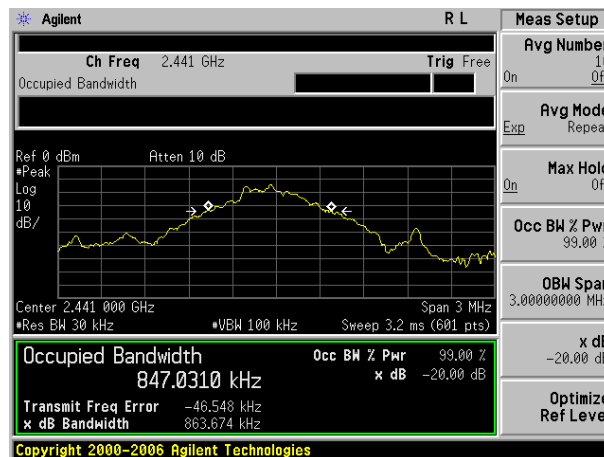 Agilent R L Meas Setup
Ch Freq 2.441 GHz Trig Free
Occupied Bandwidth
Ref 0 dBm Atten 10 dB
#Peak
Log
10
dB/
Center 2.441 000 GHz Span 3 MHz
#Res BW 30 kHz #VBW 100 kHz Sweep 3.2 ms (601 pts)
Occupied Bandwidth
847.0310 kHz
Occ BW % Pwr 99.00 %
x dB -20.00 dB
Transmit Freq Error -46.548 kHz
x dB Bandwidth 863.674 kHz
Copyright 2000-2006 Agilent Technologies
Avg Number
On
Avg Mode
Exp Repea
Max Hold
On Of
Occ BW % Pwr
99.00
OBW Span
3.00000000 MH
x dB
-20.00 dB
Optimize
Ref Leve